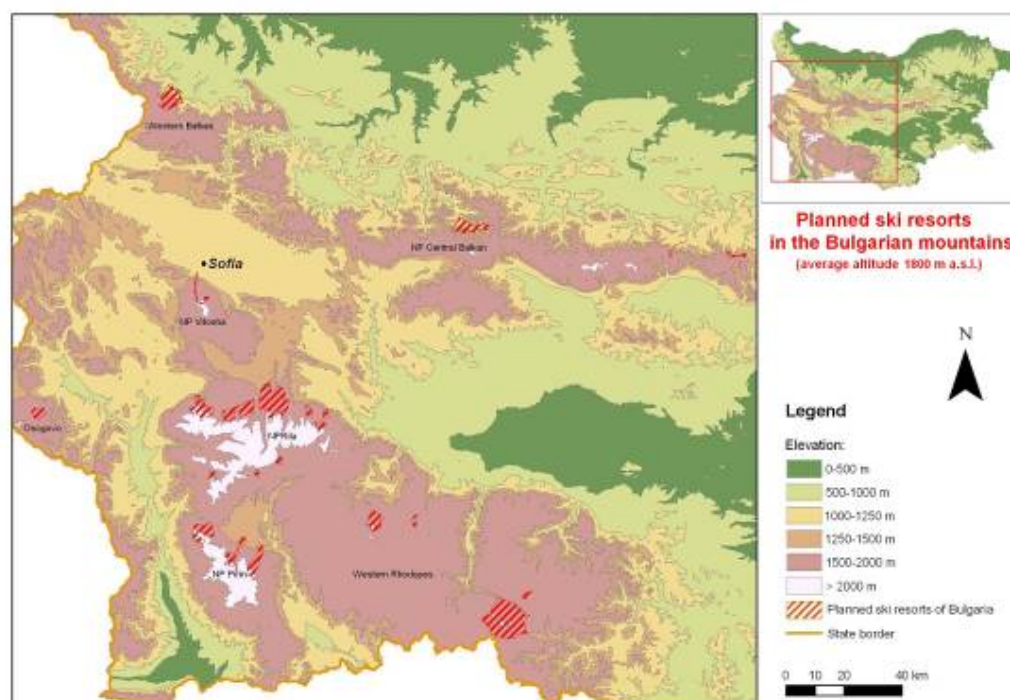 Western Balkan
NP Central Balkan
Sofia
NP Vitosha
Osogovo
NPRila
NP Pirin
Western Rhodopes
Planned ski resorts
in the Bulgarian mountains
(average altitude 1800 m a.s.l.)
N
Legend
Elevation:
0-500 m
500-1000 m
1000-1250 m
1250-1500 m
1500-2000 m
> 2000 m
Planned ski resorts of Bulgaria
State border
0 10 20 40 km